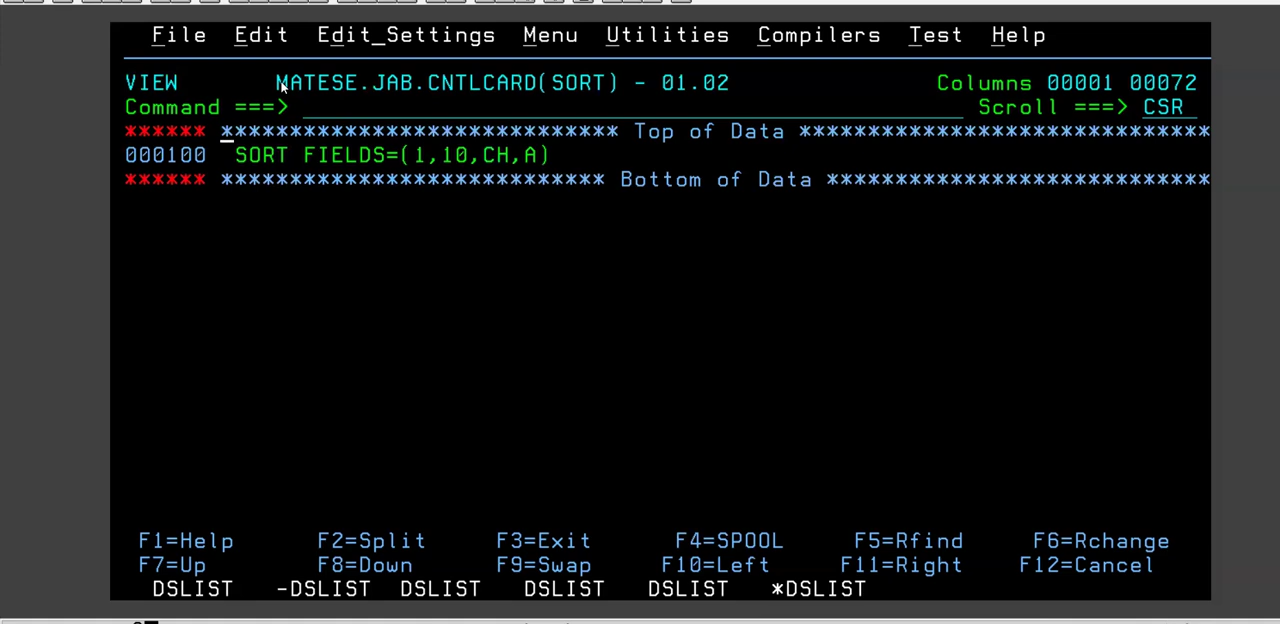 File Edit Edit_Settings Menu Utilities Compilers Test Help
VIEW MATESE.JAB.CNTLCARD(SORT) - 01.02 Columns 00001 00072
Command ===> Scroll ===> CSR
****** ***************************** Top of Data ******************************
000100 SORT FIELDS=(1,10,CH,A)
****** **************************** Bottom of Data ****************************
F1=Help F2=Split F3=Exit F4=SPOOL F5=Rfind F6=Rchange
F7=Up F8=Down F9=Swap F10=Left F11=Right F12=Cancel
DSLIST -DSLIST DSLIST DSLIST DSLIST *DSLIST